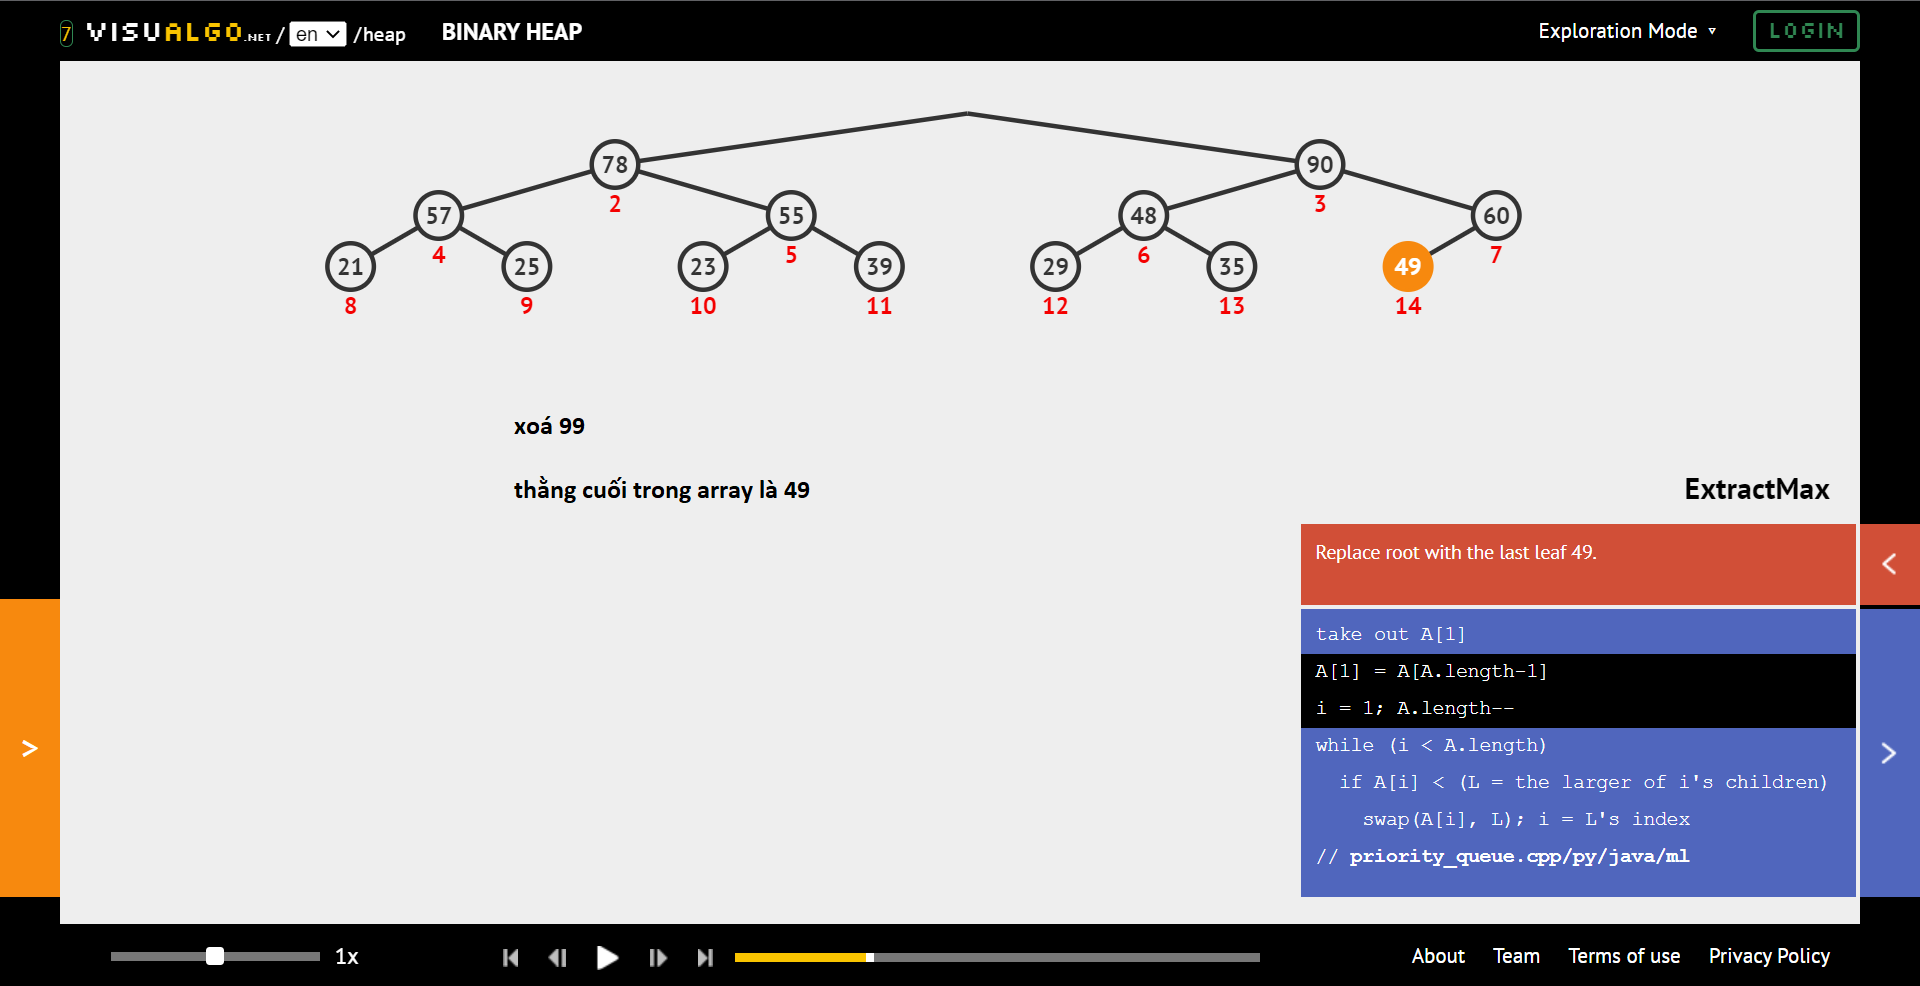 7 VISUALGO.NET / en /heap BINARY HEAP Exploration Mode ▾ LOGIN
78 90
2 3
57 55 48 60
4 5 6 7
21 25 23 39 29 35 49
8 9 10 11 12 13 14
xoá 99
thằng cuối trong array là 49
ExtractMax
Replace root with the last leaf 49.
take out A[1]
A[1] = A[A.length-1]
i = 1; A.length--
while (i < A.length)
if A[i] < (L = the larger of i's children)
swap(A[i], L); i = L's index
// priority_queue.cpp/py/java/ml
1x
About Team Terms of use Privacy Policy